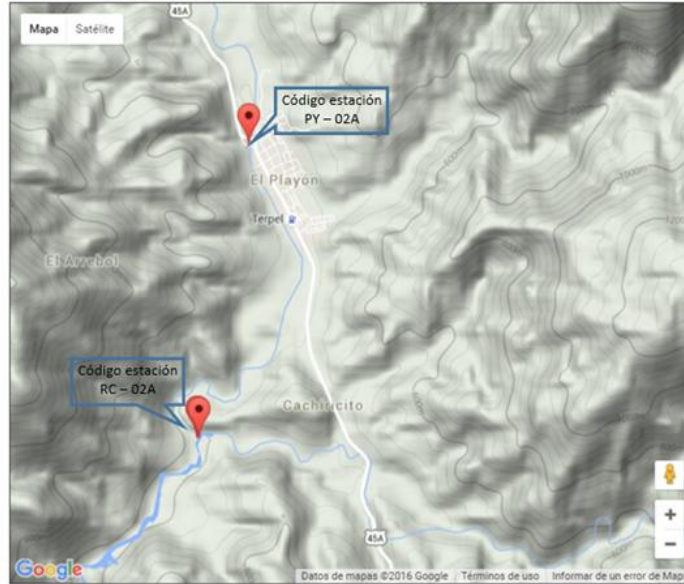 45A
Mapa Satélite
Código estación
PY – 02A
El Playón
Terpel
El Arrebol
Código estación
RC – 02A
Cachiricito
45A
Google
Datos de mapas ©2016 Google Términos de uso Informar de un error de Map